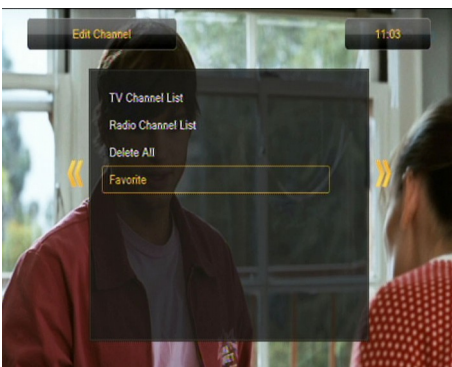 Edit Channel
11:03
TV Channel List
Radio Channel List
Delete All
Favorite